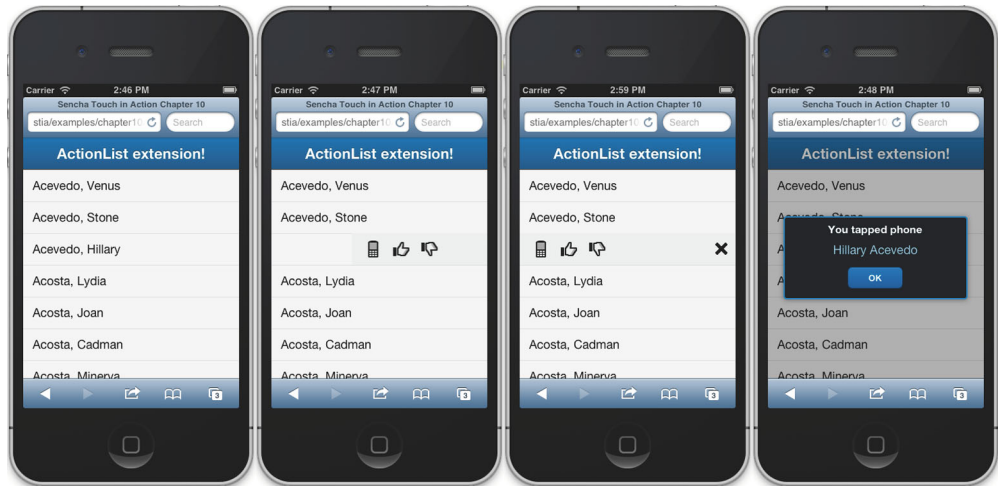 Carrier 2:46 PM
Sencha Touch in Action Chapter 10
stia/examples/chapter10 Search
ActionList extension!
Acevedo, Venus
Acevedo, Stone
Acevedo, Hillary
Acosta, Lydia
Acosta, Joan
Acosta, Cadman
Acosta, Minerva
3
Carrier 2:47 PM
Sencha Touch in Action Chapter 10
stia/examples/chapter10 Search
ActionList extension!
Acevedo, Venus
Acevedo, Stone
Acosta, Lydia
Acosta, Joan
Acosta, Cadman
Acosta, Minerva
3
Carrier 2:59 PM
Sencha Touch in Action Chapter 10
stia/examples/chapter10 Search
ActionList extension!
Acevedo, Venus
Acevedo, Stone
Acosta, Lydia
Acosta, Joan
Acosta, Cadman
Acosta, Minerva
3
Carrier 2:48 PM
Sencha Touch in Action Chapter 10
stia/examples/chapter10 Search
ActionList extension!
Acevedo, Venus
Acevedo, Stone
You tapped phone
Hillary Acevedo
OK
Acosta, Joan
Acosta, Cadman
Acosta, Minerva
3